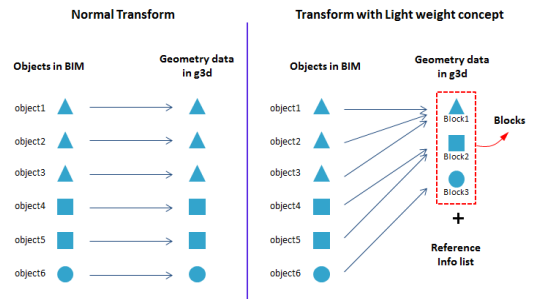 Normal Transform
Objects in BIM
Geometry data
in g3d
object1
object2
object3
object4
object5
object6
Transform with Light weight concept
Objects in BIM
Geometry data
in g3d
object1
object2
object3
object4
object5
object6
Block1
Block2
Block3
Blocks
+
Reference
Info list